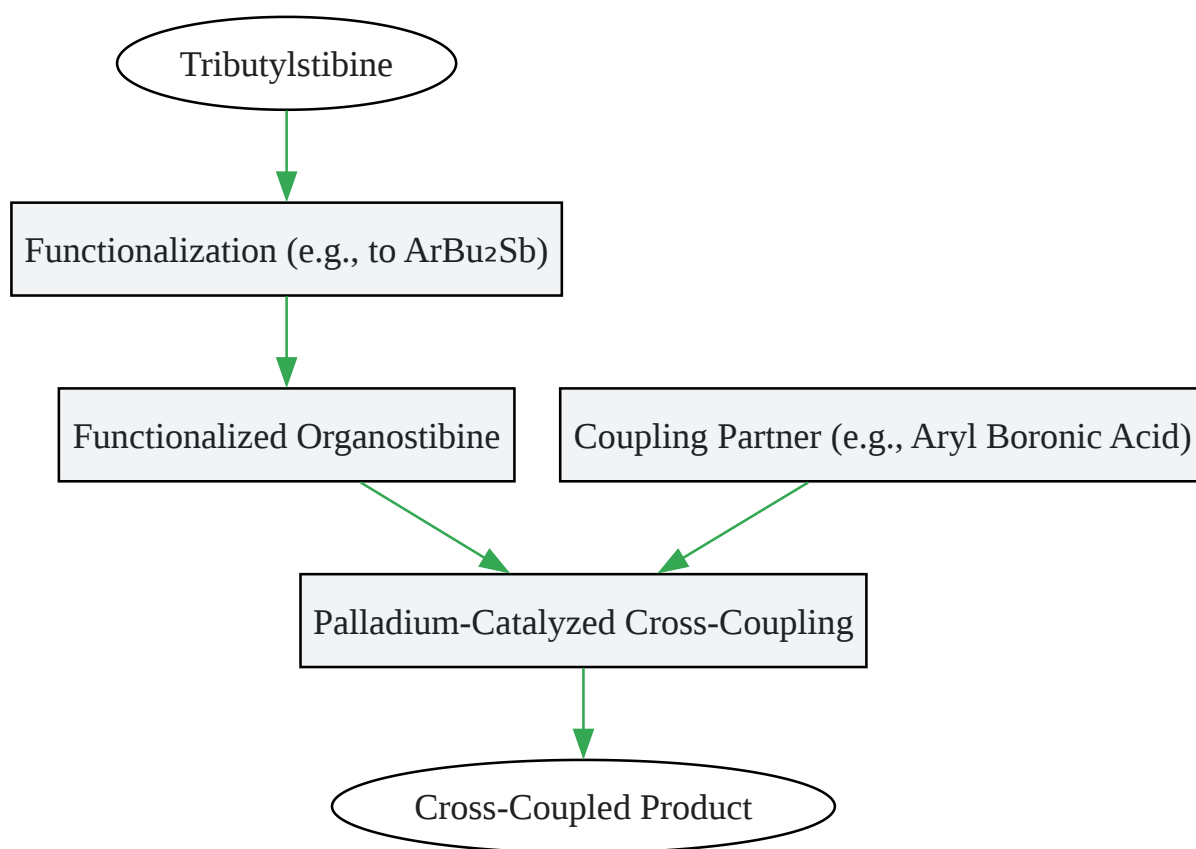 Tributylstibine
Functionalization (e.g., to ArBu₂Sb)
Functionalized Organostibine
Coupling Partner (e.g., Aryl Boronic Acid)
Palladium-Catalyzed Cross-Coupling
Cross-Coupled Product